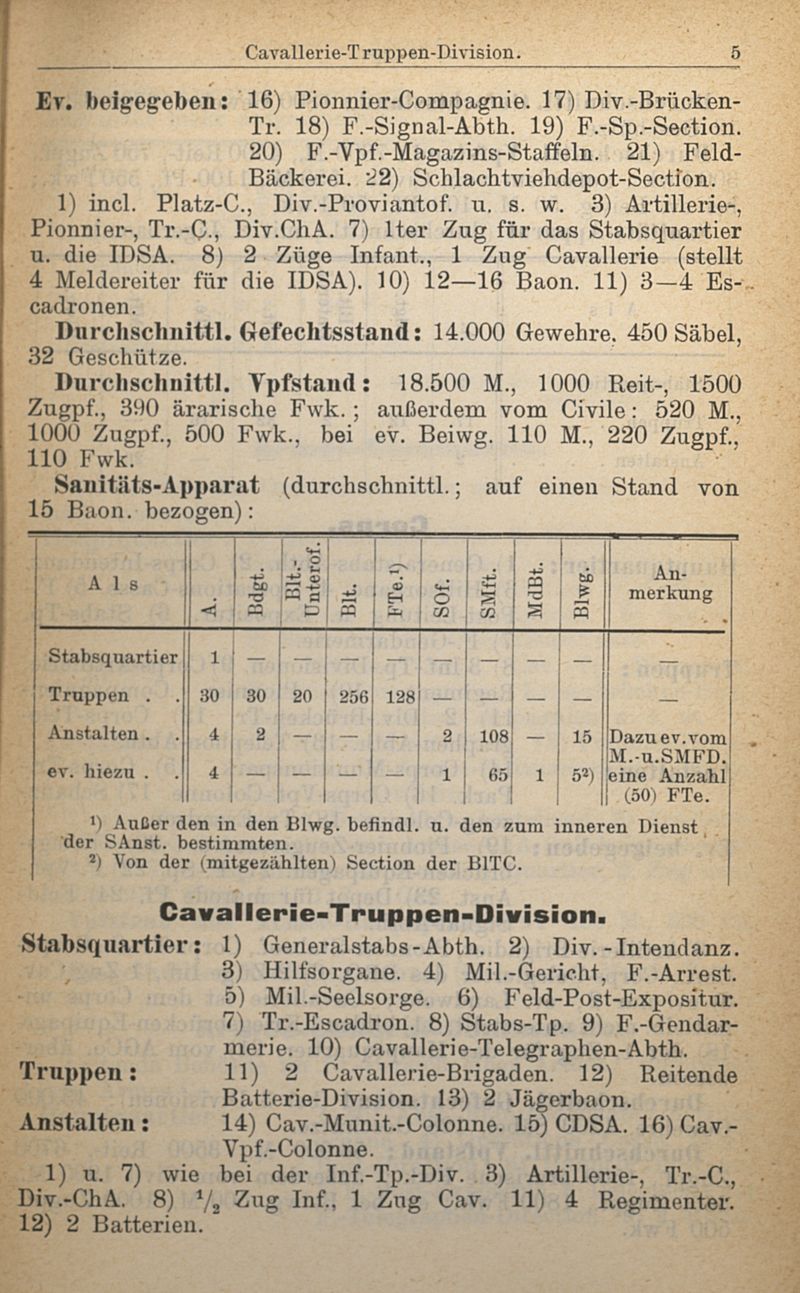 Cavallerie-Truppen-Division. 5
Ev. beigegeben: 16) Pionnier-Compagnie. 17) Div.-Brücken-
Tr. 18) F.-Signal-Abth. 19) F.-Sp.-Section.
20) F.-Vpf.-Magazins-Staffeln. 21) Feld-
Bäckerei. 22) Schlachtviehdepot-Section.
1) incl. Platz-C., Div.-Proviantof. u. s. w. 3) Artillerie-,
Pionnier-, Tr.-C., Div.ChA. 7) 1ter Zug für das Stabsquartier
u. die IDSA. 8) 2 Züge Infant., 1 Zug Cavallerie (stellt
4 Meldereiter für die IDSA). 10) 12—16 Baon. 11) 3—4 Es-
cadronen.
Durchschnittl. Gefechtsstand: 14.000 Gewehre. 450 Säbel,
32 Geschütze.
Durchschnittl. Vpfstand: 18.500 M., 1000 Reit-, 1500
Zugpf., 390 ärarische Fwk.; außerdem vom Civile: 520 M.,
1000 Zugpf., 500 Fwk., bei ev. Beiwg. 110 M., 220 Zugpf.,
110 Fwk.
Sanitäts-Apparat (durchschnittl.; auf einen Stand von
15 Baon. bezogen):
Als A. Bdgt. Blt.-Unterof. Blt. FTe.¹) SOf. SMft. MdBt. Blwg. An-
merkung
Stabsquartier 1 — — — — — — — — —
Truppen . . 30 30 20 256 128 — — — — —
Anstalten . . 4 2 — — — 2 108 — 15 Dazu ev. vom
M.-u.SMFD.
ev. hiezu . . 4 — — — — 1 65 1 5²) eine Anzahl
(50) FTe.
¹) Außer den in den Blwg. befindl. u. den zum inneren Dienst
der SAnst. bestimmten.
²) Von der (mitgezählten) Section der BlTC.
Cavallerie-Truppen-Division.
Stabsquartier: 1) Generalstabs-Abth. 2) Div.-Intendanz.
3) Hilfsorgane. 4) Mil.-Gericht, F.-Arrest.
5) Mil.-Seelsorge. 6) Feld-Post-Expositur.
7) Tr.-Escadron. 8) Stabs-Tp. 9) F.-Gendar-
merie. 10) Cavallerie-Telegraphen-Abth.
Truppen: 11) 2 Cavallerie-Brigaden. 12) Reitende
Batterie-Division. 13) 2 Jägerbaon.
Anstalten: 14) Cav.-Munit.-Colonne. 15) CDSA. 16) Cav.-
Vpf.-Colonne.
1) u. 7) wie bei der Inf.-Tp.-Div. 3) Artillerie-, Tr.-C.,
Div.-ChA. 8) ½ Zug Inf., 1 Zug Cav. 11) 4 Regimenter.
12) 2 Batterien.